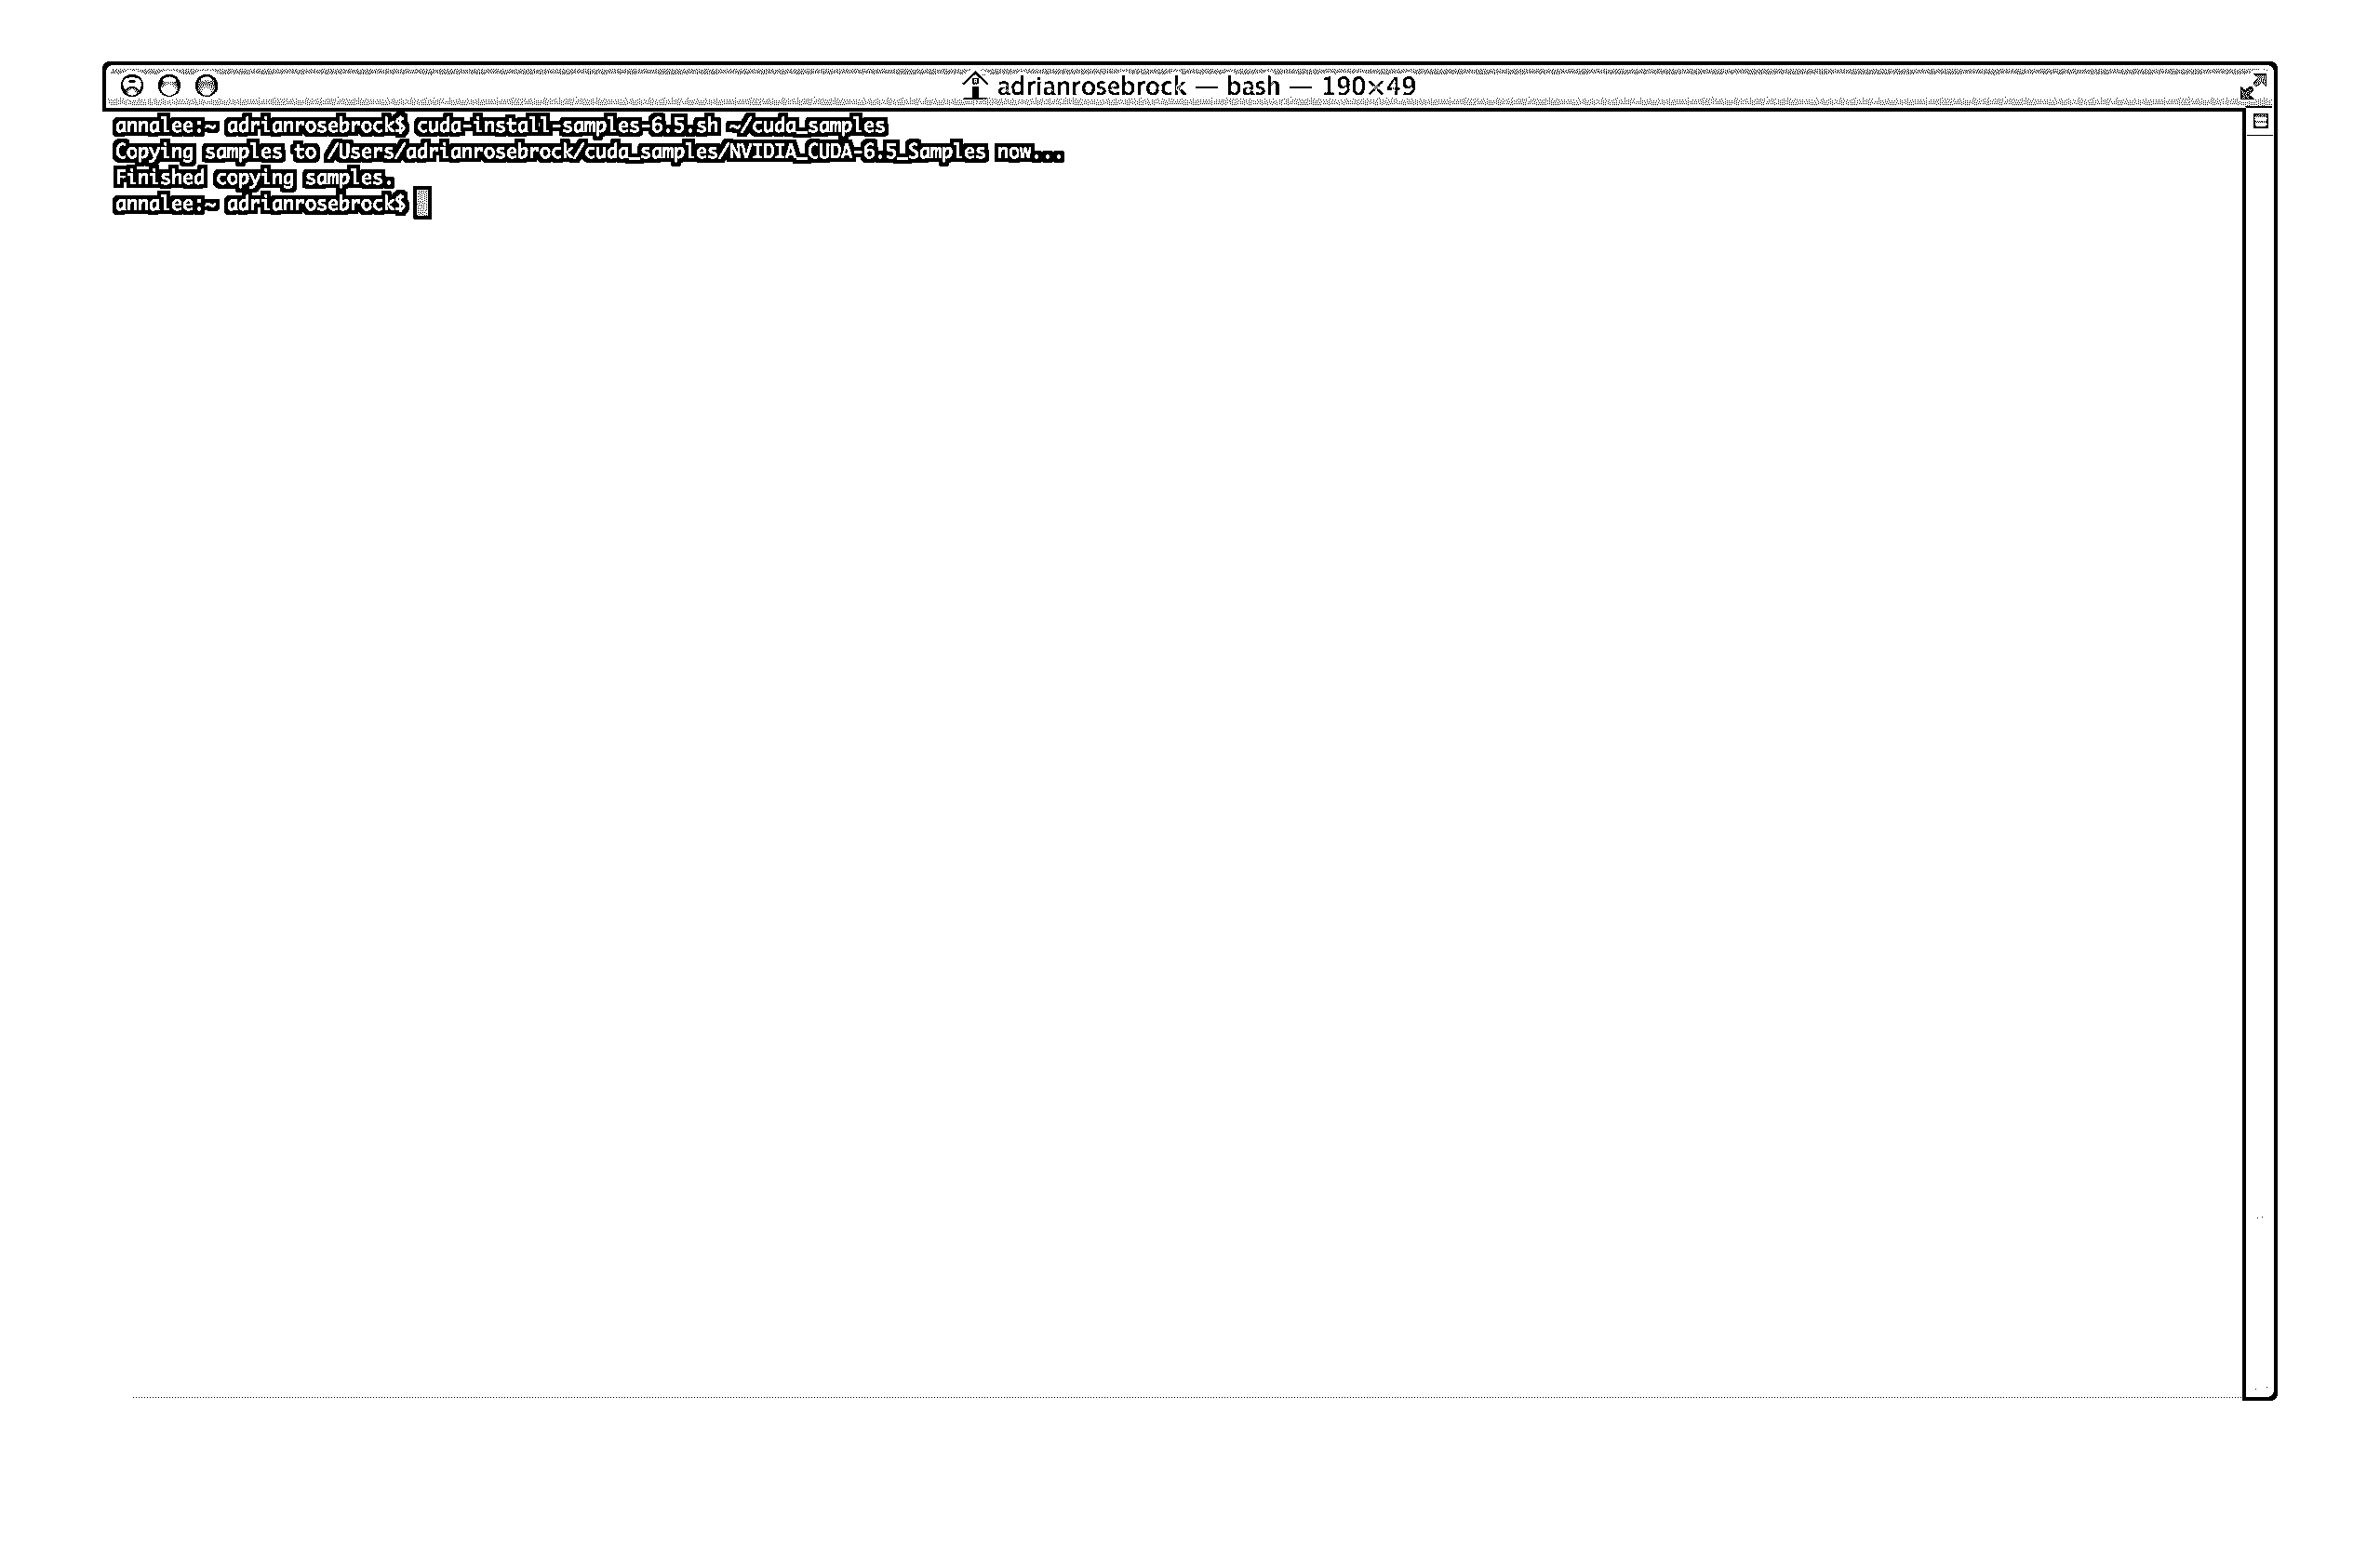 adrianrosebrock — bash — 190×49
annalee:~ adrianrosebrock$ cuda-install-samples-6.5.sh ~/cuda_samples
Copying samples to /Users/adrianrosebrock/cuda_samples/NVIDIA_CUDA-6.5_Samples now...
Finished copying samples.
annalee:~ adrianrosebrock$